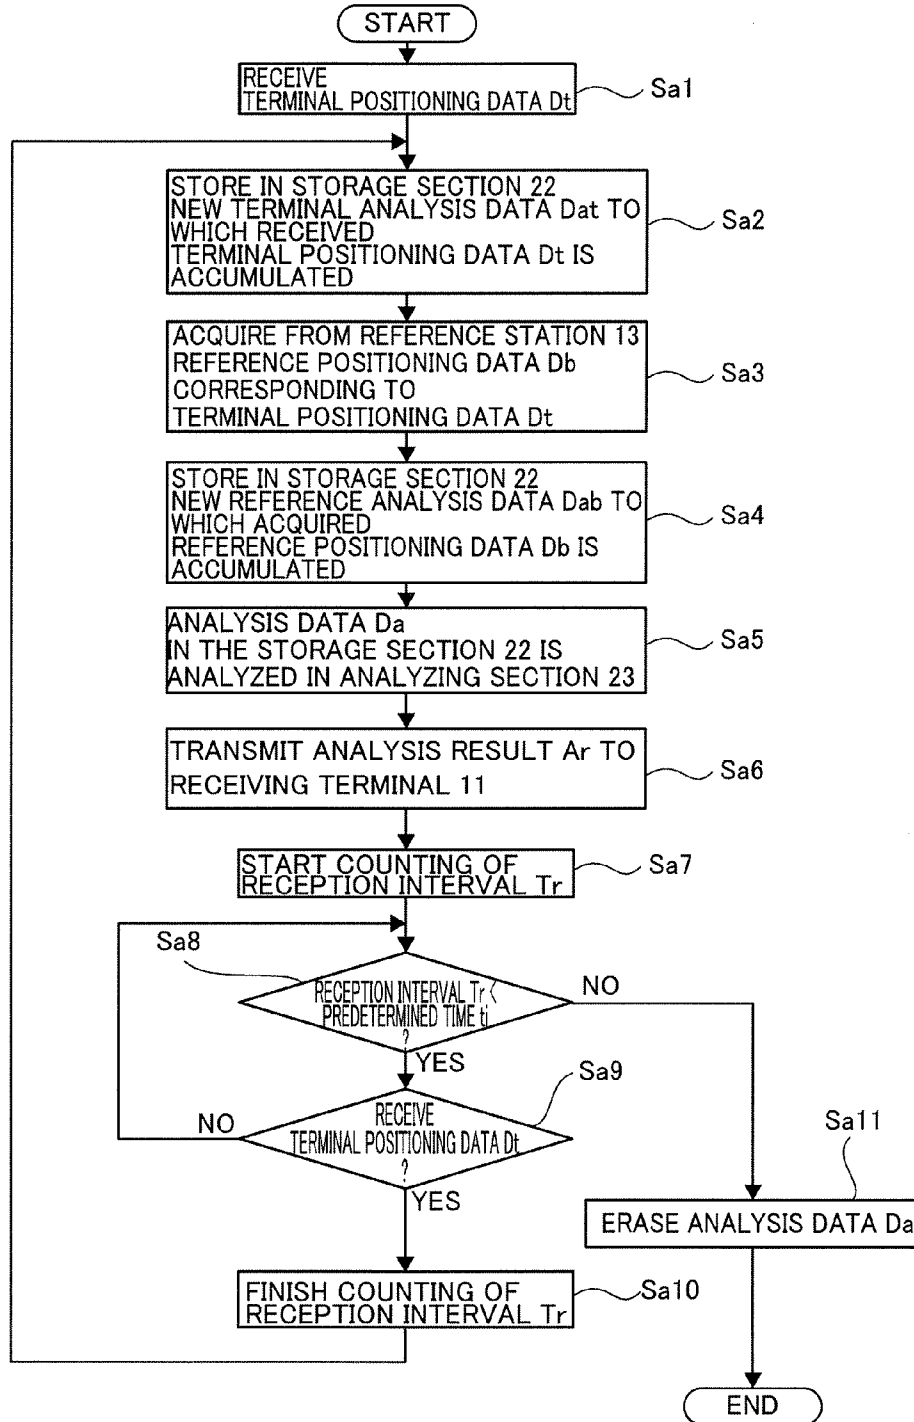 START
RECEIVE
TERMINAL POSITIONING DATA Dt
Sa1
STORE IN STORAGE SECTION 22
NEW TERMINAL ANALYSIS DATA Dat TO
WHICH RECEIVED
TERMINAL POSITIONING DATA Dt IS
ACCUMULATED
Sa2
ACQUIRE FROM REFERENCE STATION 13
REFERENCE POSITIONING DATA Db
CORRESPONDING TO
TERMINAL POSITIONING DATA Dt
Sa3
STORE IN STORAGE SECTION 22
NEW REFERENCE ANALYSIS DATA Dab TO
WHICH ACQUIRED
REFERENCE POSITIONING DATA Db IS
ACCUMULATED
Sa4
ANALYSIS DATA Da
IN THE STORAGE SECTION 22 IS
ANALYZED IN ANALYZING SECTION 23
Sa5
TRANSMIT ANALYSIS RESULT Ar TO
RECEIVING TERMINAL 11
Sa6
START COUNTING OF
RECEPTION INTERVAL Tr
Sa7
Sa8
RECEPTION INTERVAL Tr <
PREDETERMINED TIME ti
?
NO
YES
Sa9
RECEIVE
TERMINAL POSITIONING DATA Dt
?
NO
YES
Sa11
ERASE ANALYSIS DATA Da
FINISH COUNTING OF
RECEPTION INTERVAL Tr
Sa10
END